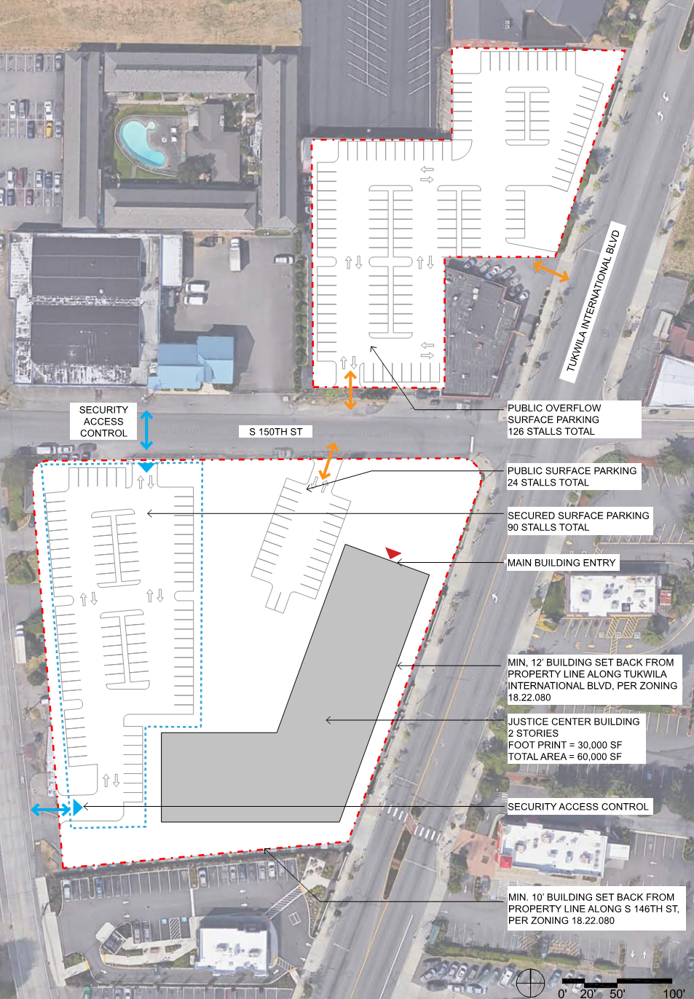 TUKWILA INTERNATIONAL BLVD
SECURITY
ACCESS
CONTROL
S 150TH ST
PUBLIC OVERFLOW
SURFACE PARKING
126 STALLS TOTAL
PUBLIC SURFACE PARKING
24 STALLS TOTAL
SECURED SURFACE PARKING
90 STALLS TOTAL
MAIN BUILDING ENTRY
MIN, 12' BUILDING SET BACK FROM
PROPERTY LINE ALONG TUKWILA
INTERNATIONAL BLVD, PER ZONING
18.22.080
JUSTICE CENTER BUILDING
2 STORIES
FOOT PRINT = 30,000 SF
TOTAL AREA = 60,000 SF
SECURITY ACCESS CONTROL
MIN. 10' BUILDING SET BACK FROM
PROPERTY LINE ALONG S 146TH ST,
PER ZONING 18.22.080
0' 20' 50' 100'